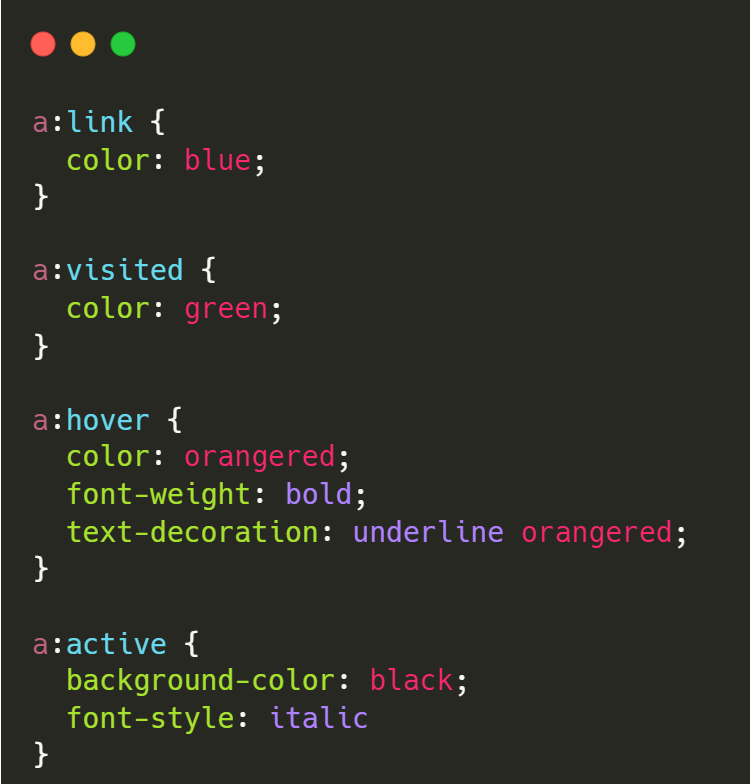 a:link {
  color: blue;
}

a:visited {
  color: green;
}

a:hover {
  color: orangered;
  font-weight: bold;
  text-decoration: underline orangered;
}

a:active {
  background-color: black;
  font-style: italic
}